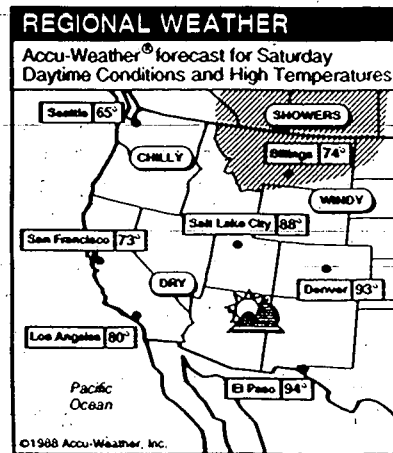 REGIONAL WEATHER
Accu-Weather® forecast for Saturday
Daytime Conditions and High Temperatures
Seattle 65°
SHOWERS
CHILLY
Billings 74°
WINDY
Salt Lake City 88°
San Francisco 73°
DRY
Denver 93°
Los Angeles 80°
El Paso 94°
Pacific
Ocean
©1988 Accu-Weather, Inc.